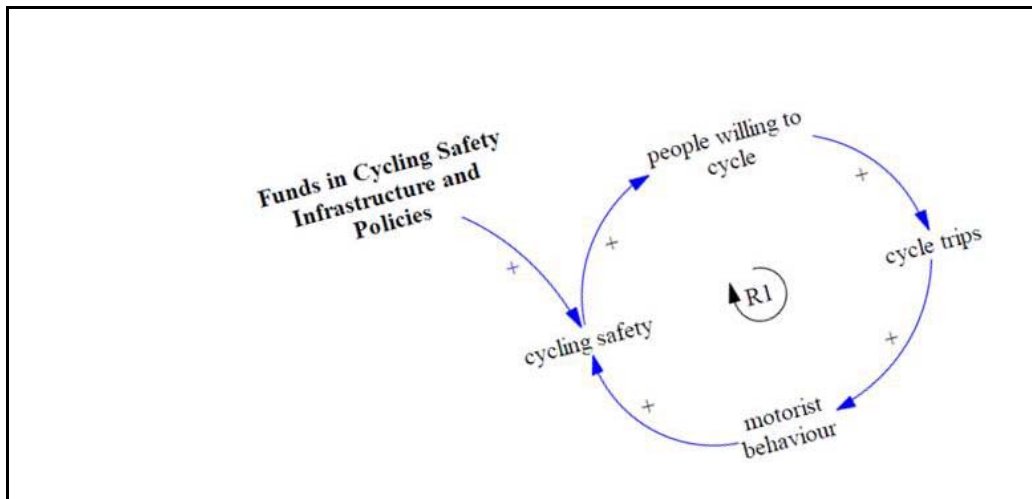 Funds in Cycling Safety
Infrastructure and
Policies
+
people willing to
cycle
+
+
cycle trips
R1
cycling safety
+
+
motorist
behaviour